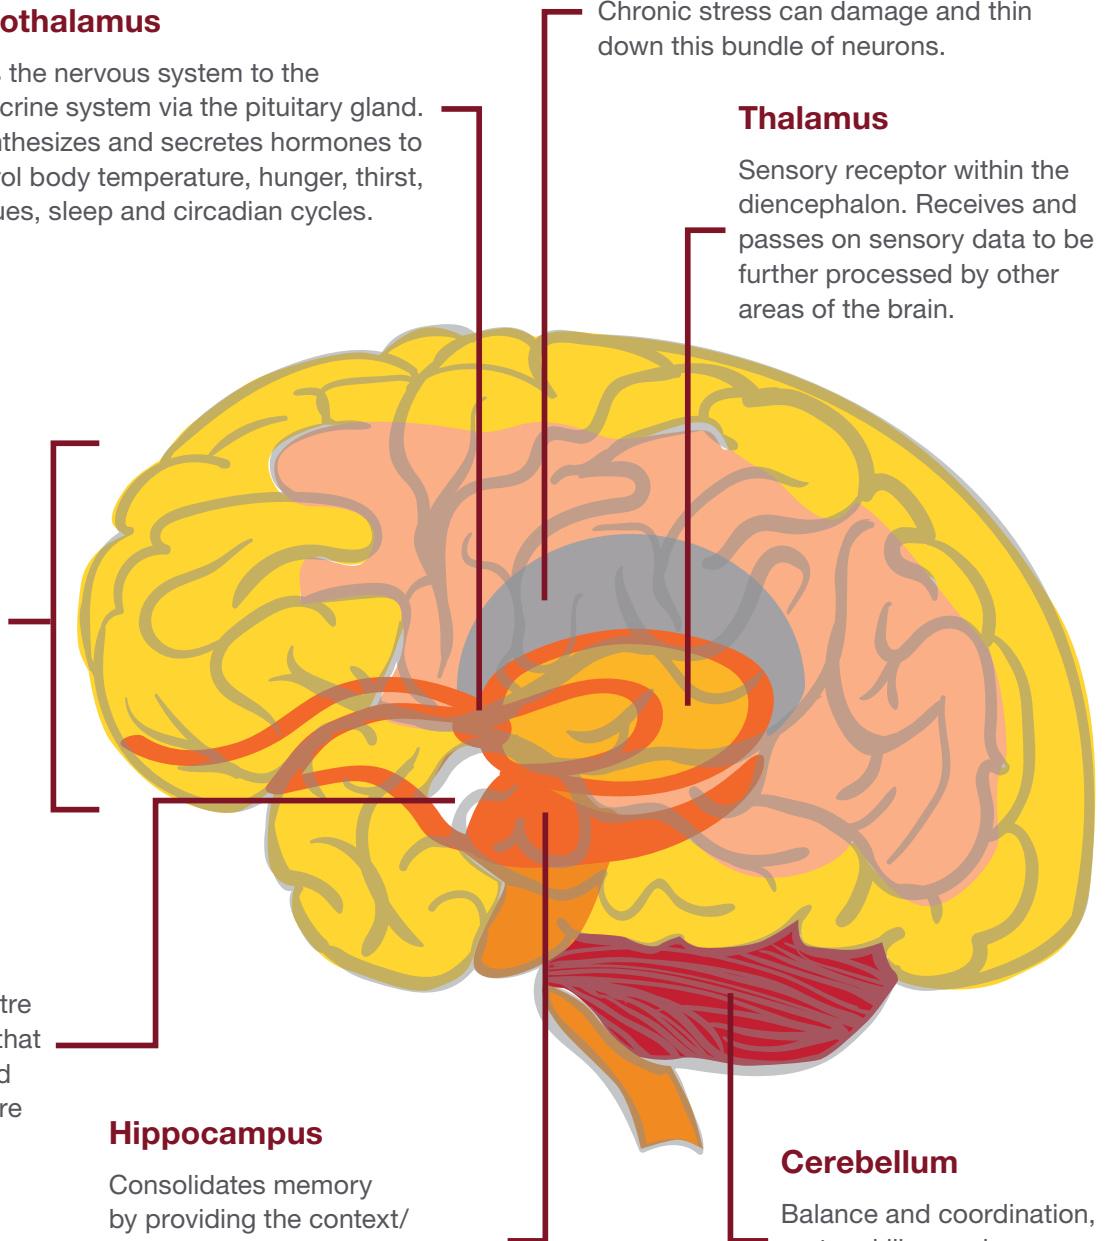 othalamus
s the nervous system to the
crine system via the pituitary gland.
nthesizes and secretes hormones to
rol body temperature, hunger, thirst,
ues, sleep and circadian cycles.
Chronic stress can damage and thin
down this bundle of neurons.
Thalamus
Sensory receptor within the
diencephalon. Receives and
passes on sensory data to be
further processed by other
areas of the brain.
tre
that
d
re
Hippocampus
Consolidates memory
by providing the context/
Cerebellum
Balance and coordination,